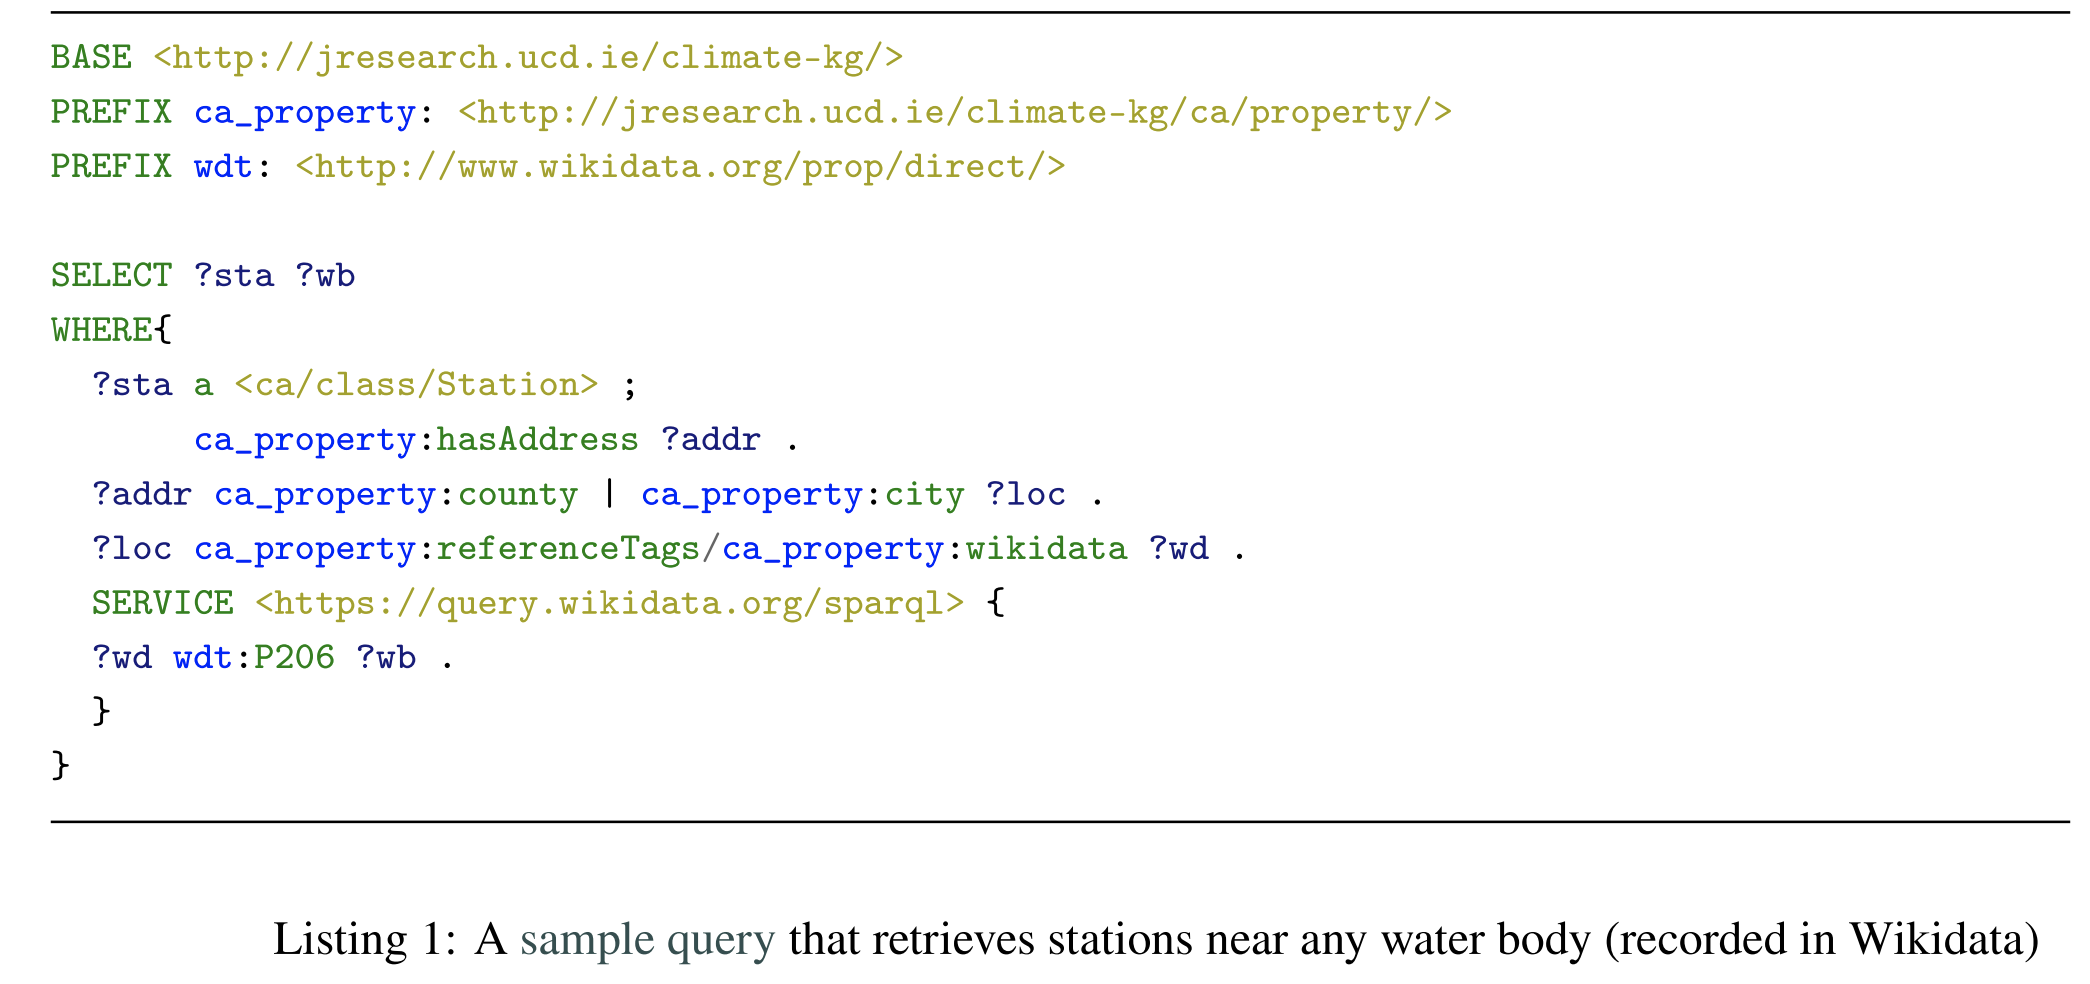 BASE <http://jresearch.ucd.ie/climate-kg/>
PREFIX ca_property: <http://jresearch.ucd.ie/climate-kg/ca/property/>
PREFIX wdt: <http://www.wikidata.org/prop/direct/>
SELECT ?sta ?wb
WHERE{
?sta a <ca/class/Station> ;
ca_property:hasAddress ?addr .
?addr ca_property:county | ca_property:city ?loc .
?loc ca_property:referenceTags/ca_property:wikidata ?wd .
SERVICE <https://query.wikidata.org/sparql> {
?wd wdt:P206 ?wb .
}
}
Listing 1: A sample query that retrieves stations near any water body (recorded in Wikidata)